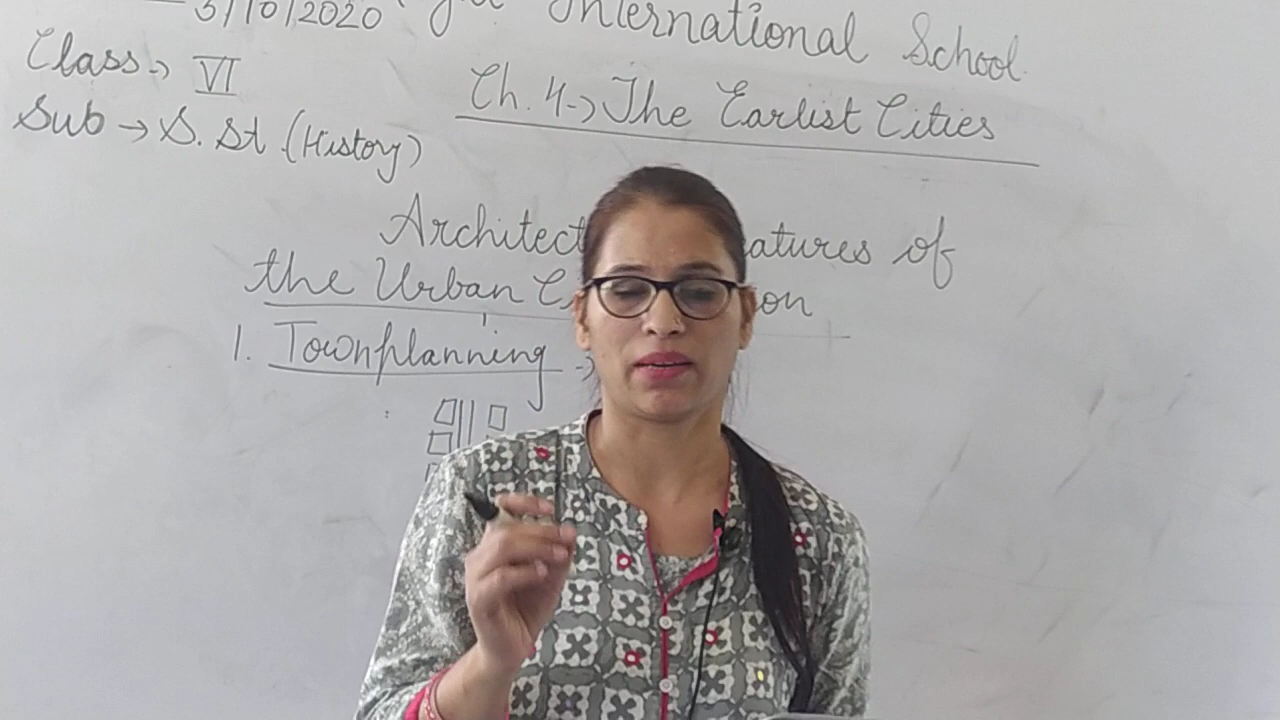 5/10/2020 International School
Class → VI
Ch. 4 → The Earlist Cities
Sub → S. St (History)
Architect atures of
the Urban C on
1. Townplanning →